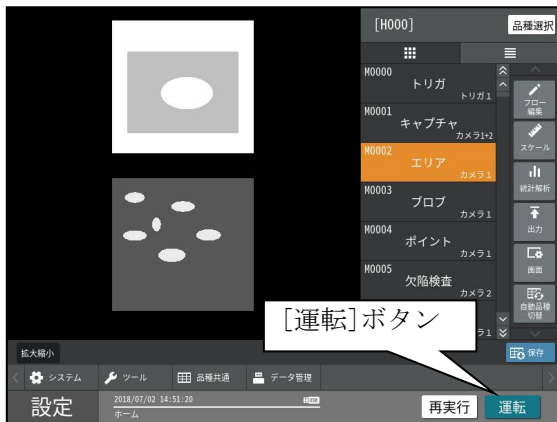 [H000]
品種選択
M0000
トリガ
トリガ1
M0001
キャプチャ
カメラ1+2
M0002
エリア
カメラ1
M0003
ブロブ
カメラ1
M0004
ポイント
カメラ1
M0005
欠陥検査
カメラ2
ラ1
フロー
編集
スケール
統計解析
出力
画面
自動品種
切替
[運転]ボタン
拡大縮小
保存
システム
ツール
品種共通
データ管理
設定
2018/07/02 14:51:20
ホーム
再実行
運転